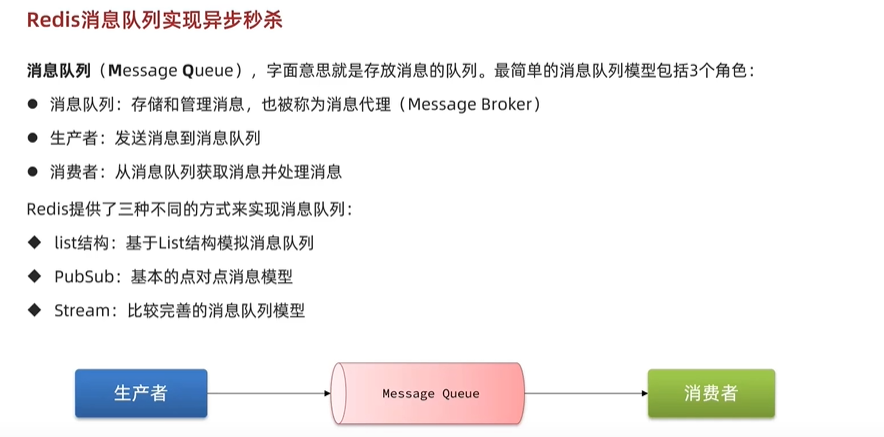 Redis消息队列实现异步秒杀
消息队列（Message Queue），字面意思就是存放消息的队列。最简单的消息队列模型包括3个角色：
● 消息队列：存储和管理消息，也被称为消息代理（Message Broker）
● 生产者：发送消息到消息队列
● 消费者：从消息队列获取消息并处理消息
Redis提供了三种不同的方式来实现消息队列：
◆ list结构：基于List结构模拟消息队列
◆ PubSub：基本的点对点消息模型
◆ Stream：比较完善的消息队列模型
生产者
Message Queue
消费者